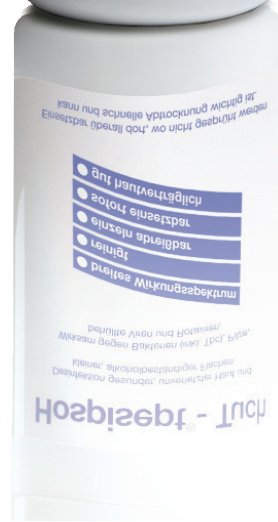 Hospisept® - Tuch
Desinfektion gesunder, unverletzter Haut und
kleiner, alkoholbeständiger Flächen.
Wirksam gegen Bakterien (inkl. Tbc), Pilze,
behüllte Viren und Rotaviren.
● breites Wirkungsspektrum
● reinigt
● einzeln abreißbar
● sofort einsetzbar
● gut hautverträglich
Einsetzbar überall dort, wo nicht gesprüht werden
kann und schnelle Abtrocknung wichtig ist.